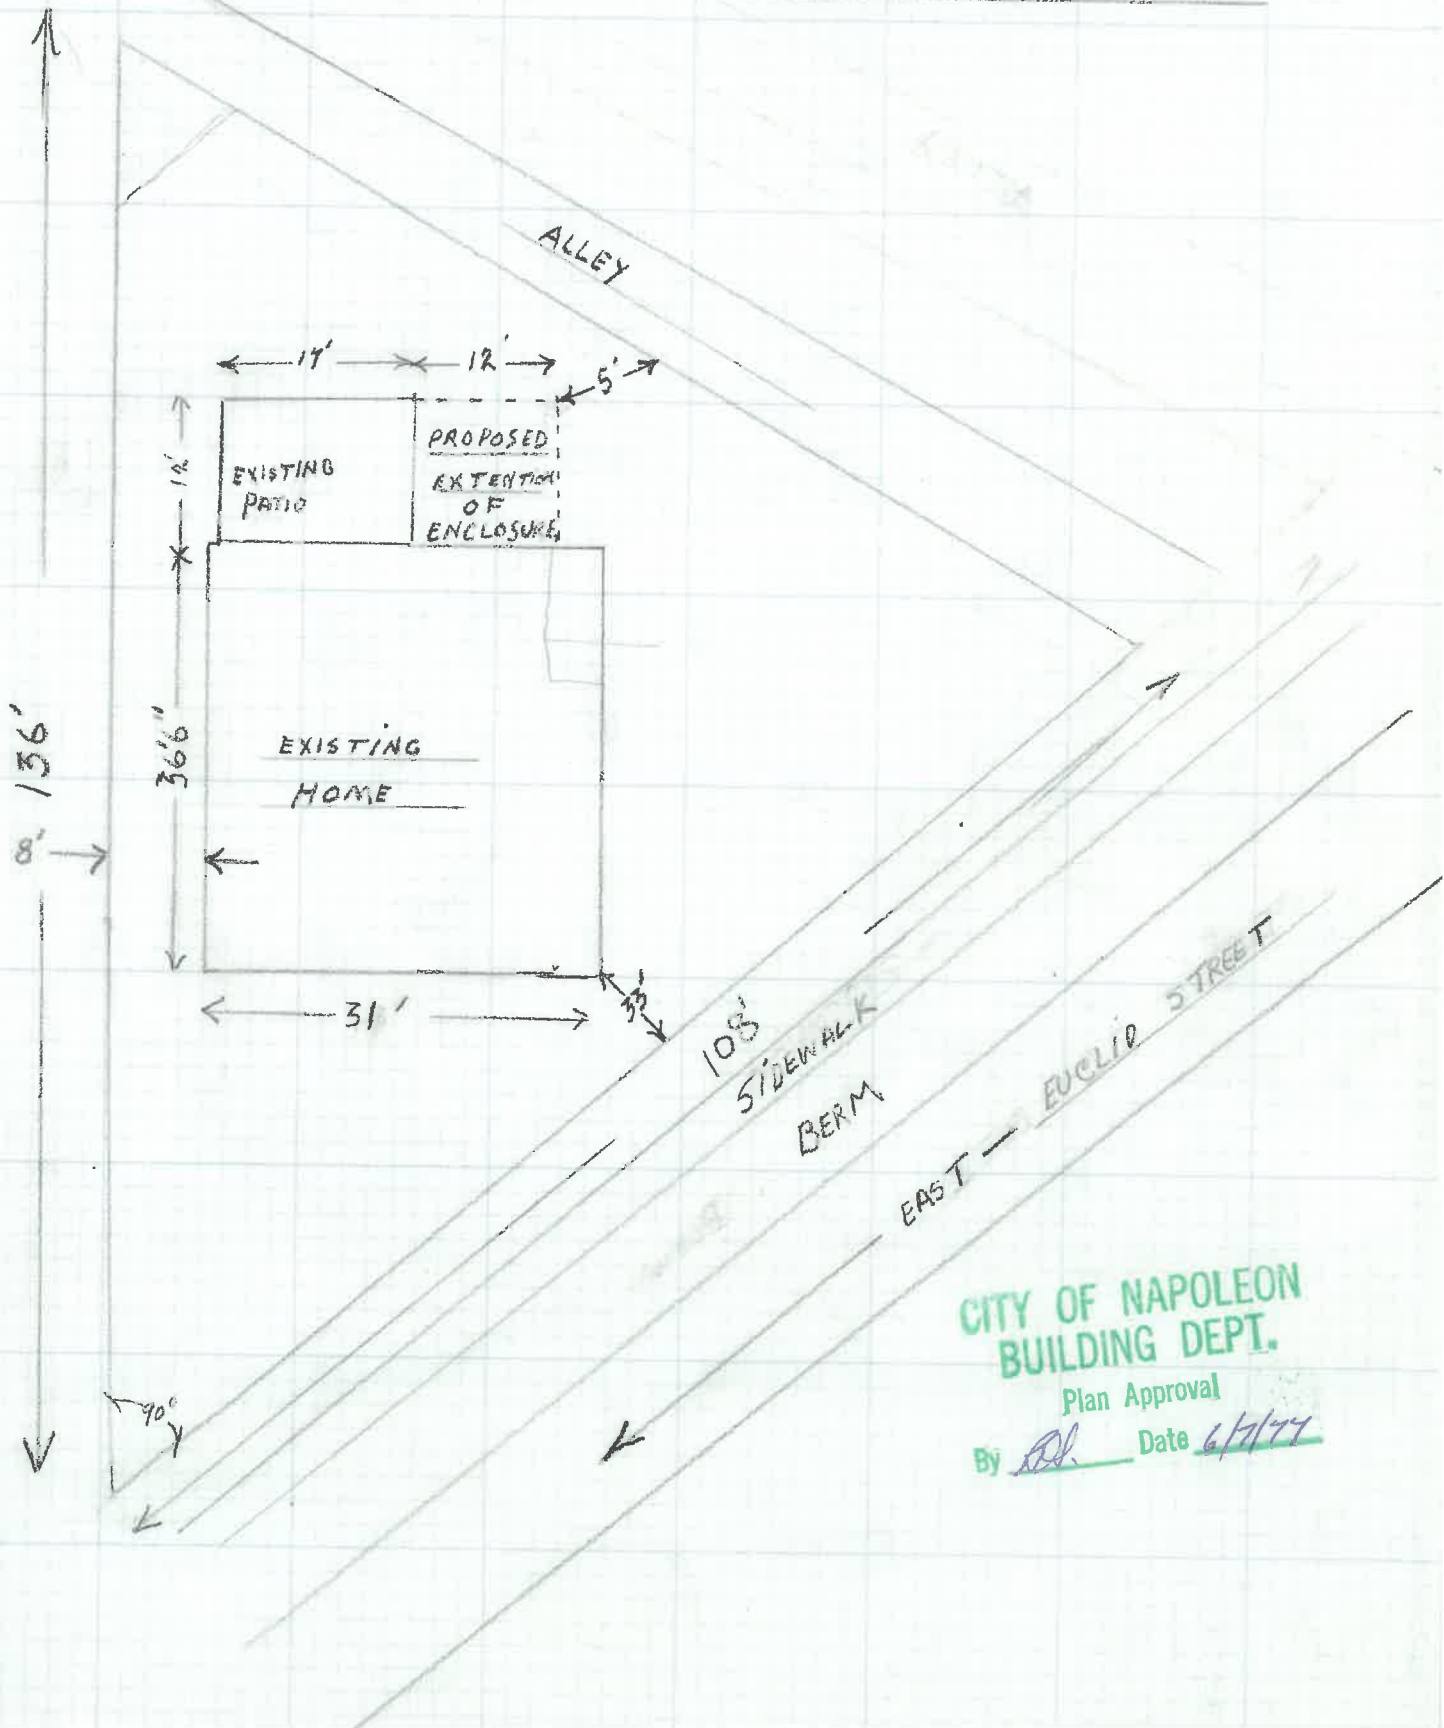 ALLEY
12'
5'
12'
EXISTING
PATIO
PROPOSED
EXTENTION
OF
ENCLOSURE
136'
36'6"
EXISTING
HOME
8'
31'
33'
108'
SIDEWALK
BERM
EAST — EUCLID STREET
90°
CITY OF NAPOLEON
BUILDING DEPT.
Plan Approval
By Date 6/7/77